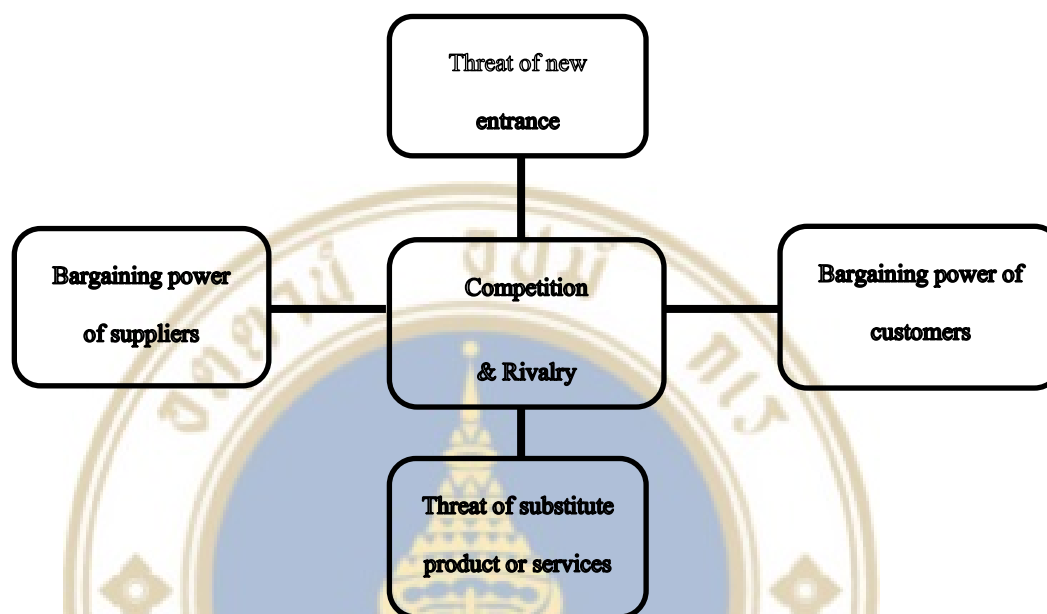 Threat of new
entrance
Bargaining power
of suppliers
Competition
& Rivalry
Bargaining power of
customers
Threat of substitute
product or services